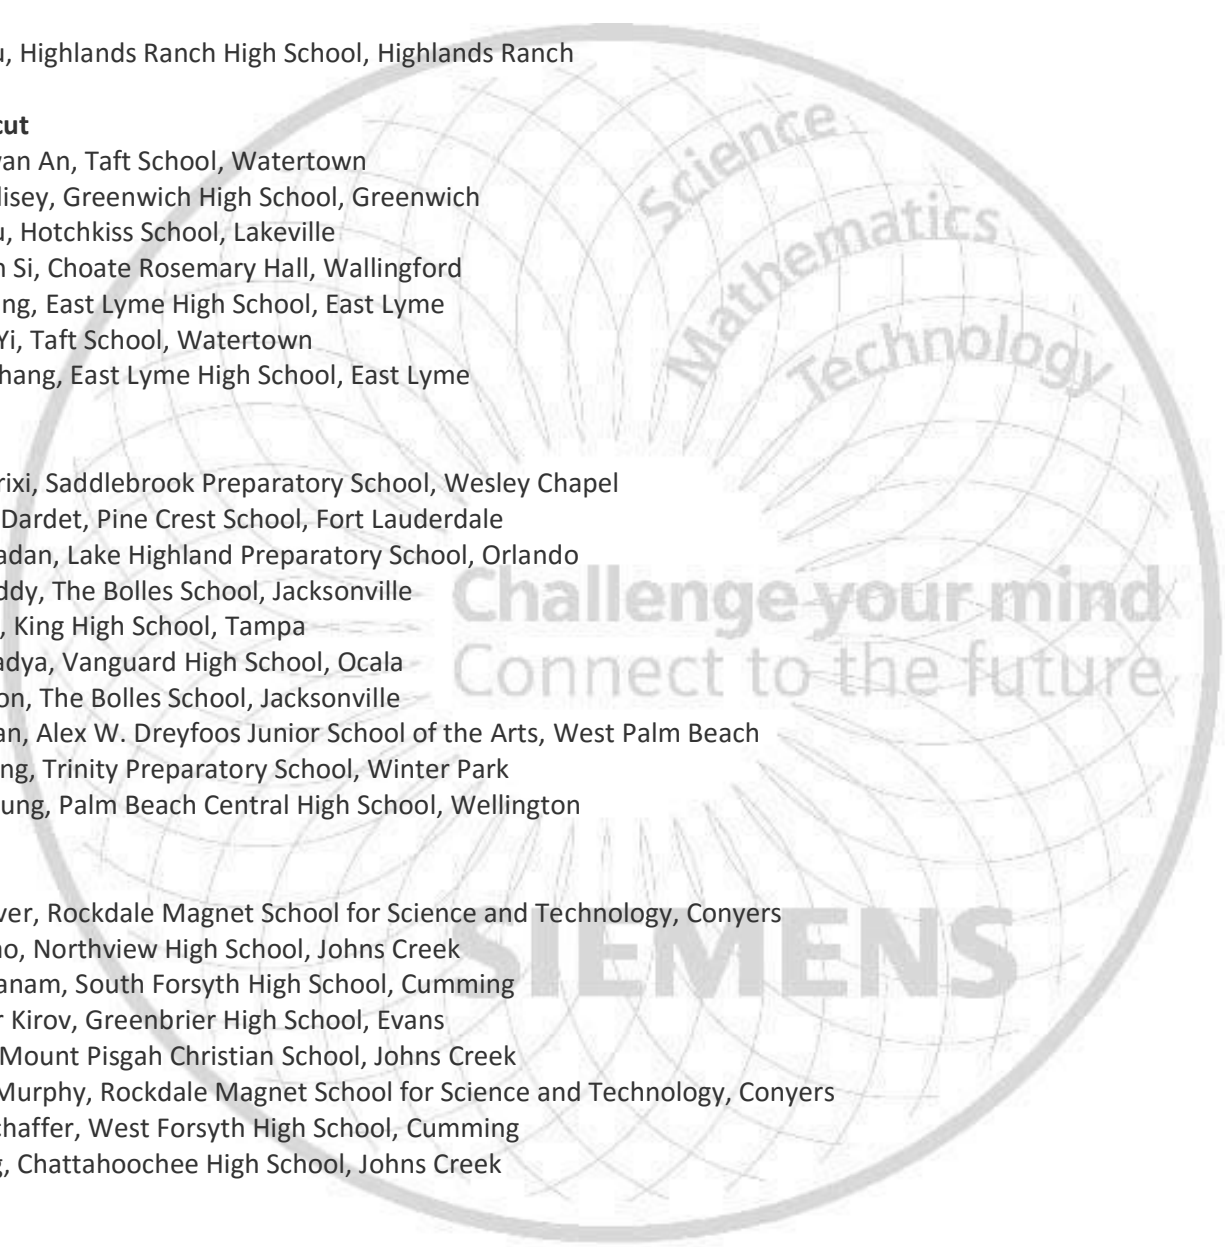 u, Highlands Ranch High School, Highlands Ranch
cut
van An, Taft School, Watertown
lisey, Greenwich High School, Greenwich
u, Hotchkiss School, Lakeville
n Si, Choate Rosemary Hall, Wallingford
ng, East Lyme High School, East Lyme
Yi, Taft School, Watertown
hang, East Lyme High School, East Lyme
rixi, Saddlebrook Preparatory School, Wesley Chapel
Dardet, Pine Crest School, Fort Lauderdale
adan, Lake Highland Preparatory School, Orlando
ddy, The Bolles School, Jacksonville
, King High School, Tampa
adya, Vanguard High School, Ocala
on, The Bolles School, Jacksonville
an, Alex W. Dreyfoos Junior School of the Arts, West Palm Beach
ng, Trinity Preparatory School, Winter Park
ung, Palm Beach Central High School, Wellington
ver, Rockdale Magnet School for Science and Technology, Conyers
ho, Northview High School, Johns Creek
anam, South Forsyth High School, Cumming
r Kirov, Greenbrier High School, Evans
Mount Pisgah Christian School, Johns Creek
Murphy, Rockdale Magnet School for Science and Technology, Conyers
chaffer, West Forsyth High School, Cumming
g, Chattahoochee High School, Johns Creek
Science
Mathematics
Technology
Challenge your mind
Connect to the future
SIEMENS